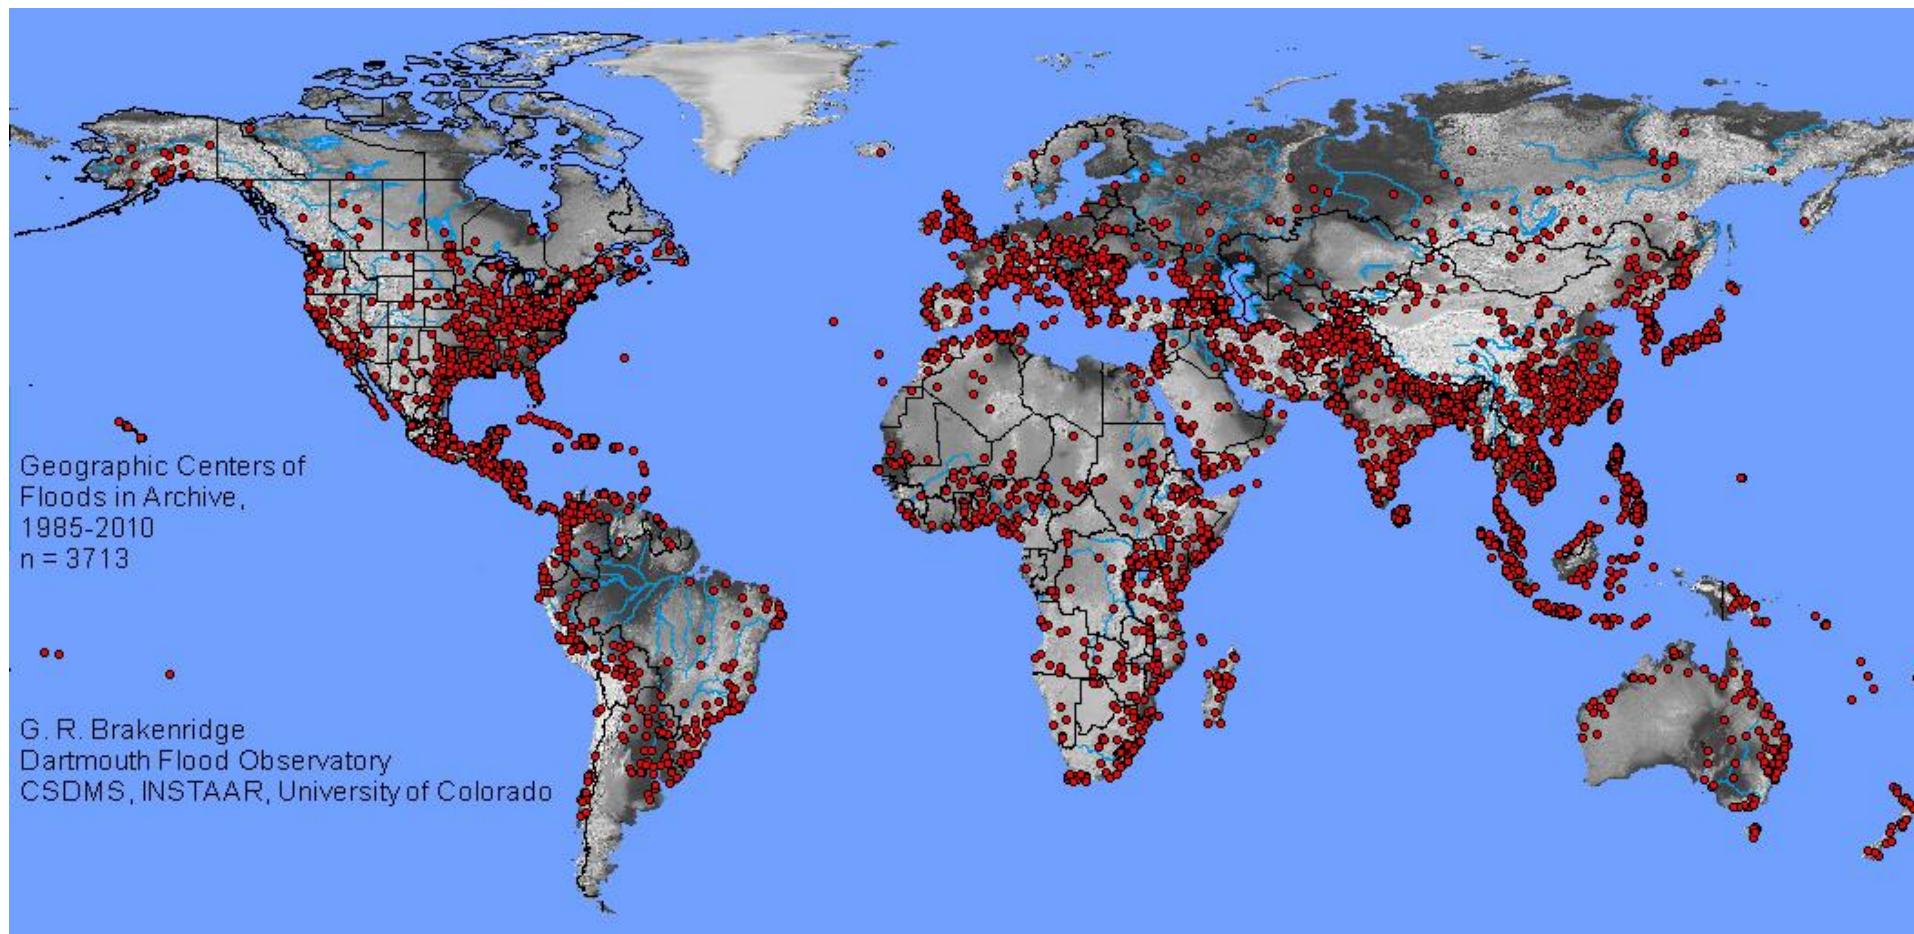 Geographic Centers of
Floods in Archive,
1985-2010
n = 3713
G. R. Brakenridge
Dartmouth Flood Observatory
CSDMS, INSTAAR, University of Colorado